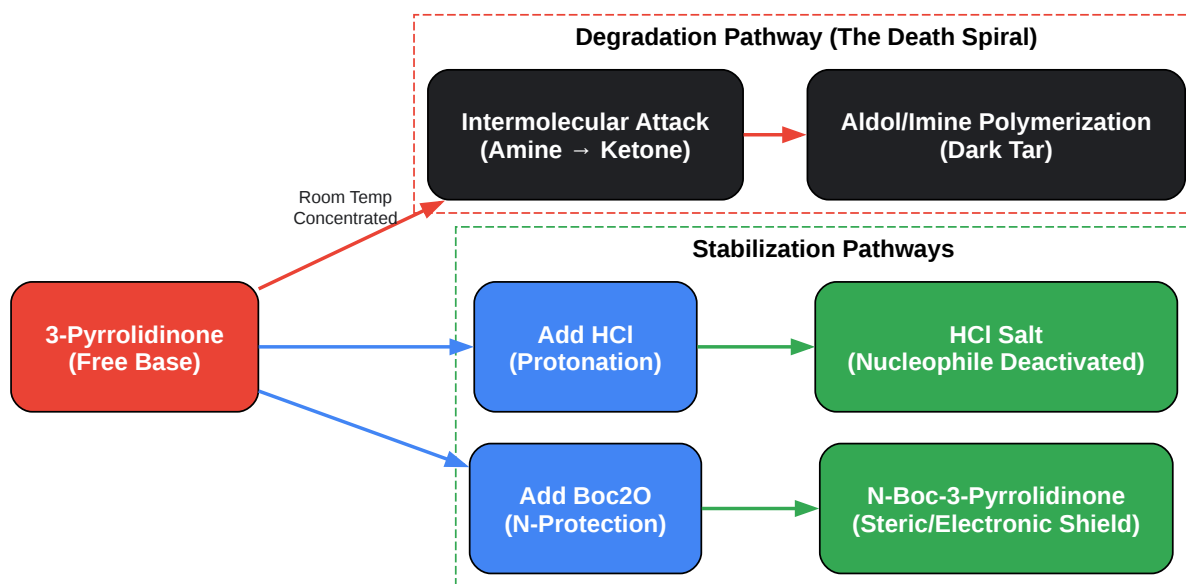 Degradation Pathway (The Death Spiral)
Intermolecular Attack
(Amine → Ketone)
Aldol/Imine Polymerization
(Dark Tar)
Room Temp
Concentrated
Stabilization Pathways
3-Pyrrolidinone
(Free Base)
Add HCl
(Protonation)
HCl Salt
(Nucleophile Deactivated)
Add Boc2O
(N-Protection)
N-Boc-3-Pyrrolidinone
(Steric/Electronic Shield)